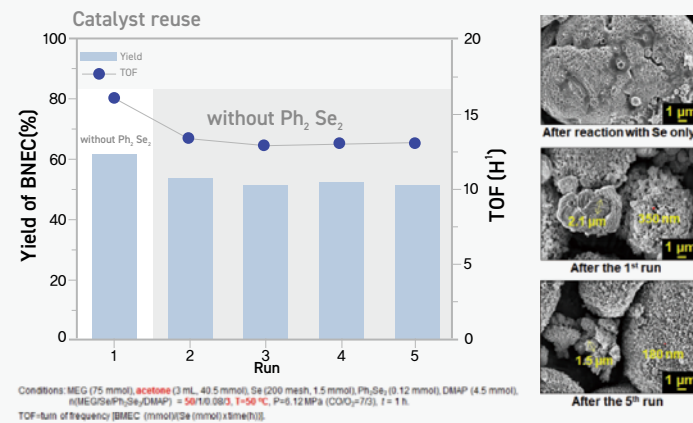 Catalyst reuse
100
80
60
40
20
0
Yield of BNEC(%)
Yield
TOF
without Ph2 Se2
without Ph2 Se2
20
15
10
5
0
TOF (H1)
1 2 3 4 5
Run
1 µm
After reaction with Se only
2.1 µm
1 µm
After the 1st run
1.5 µm
1 µm
After the 5th run
Conditions: MEG (75 mmol), acetone (3 mL, 40.5 mmol), Se (200 mesh, 1.5 mmol), Ph2Se2 (0.12 mmol), DMAP (4.5 mmol),
n(MEG/Se/Ph2Se2/DMAP) = 50/1/0.08/3, T=50 °C, P=6.12 MPa (CO/O2=7/3), t = 1 h.
TOF=turn of frequency [BMEC (mmol)/(Se (mmol)xtime(h))].